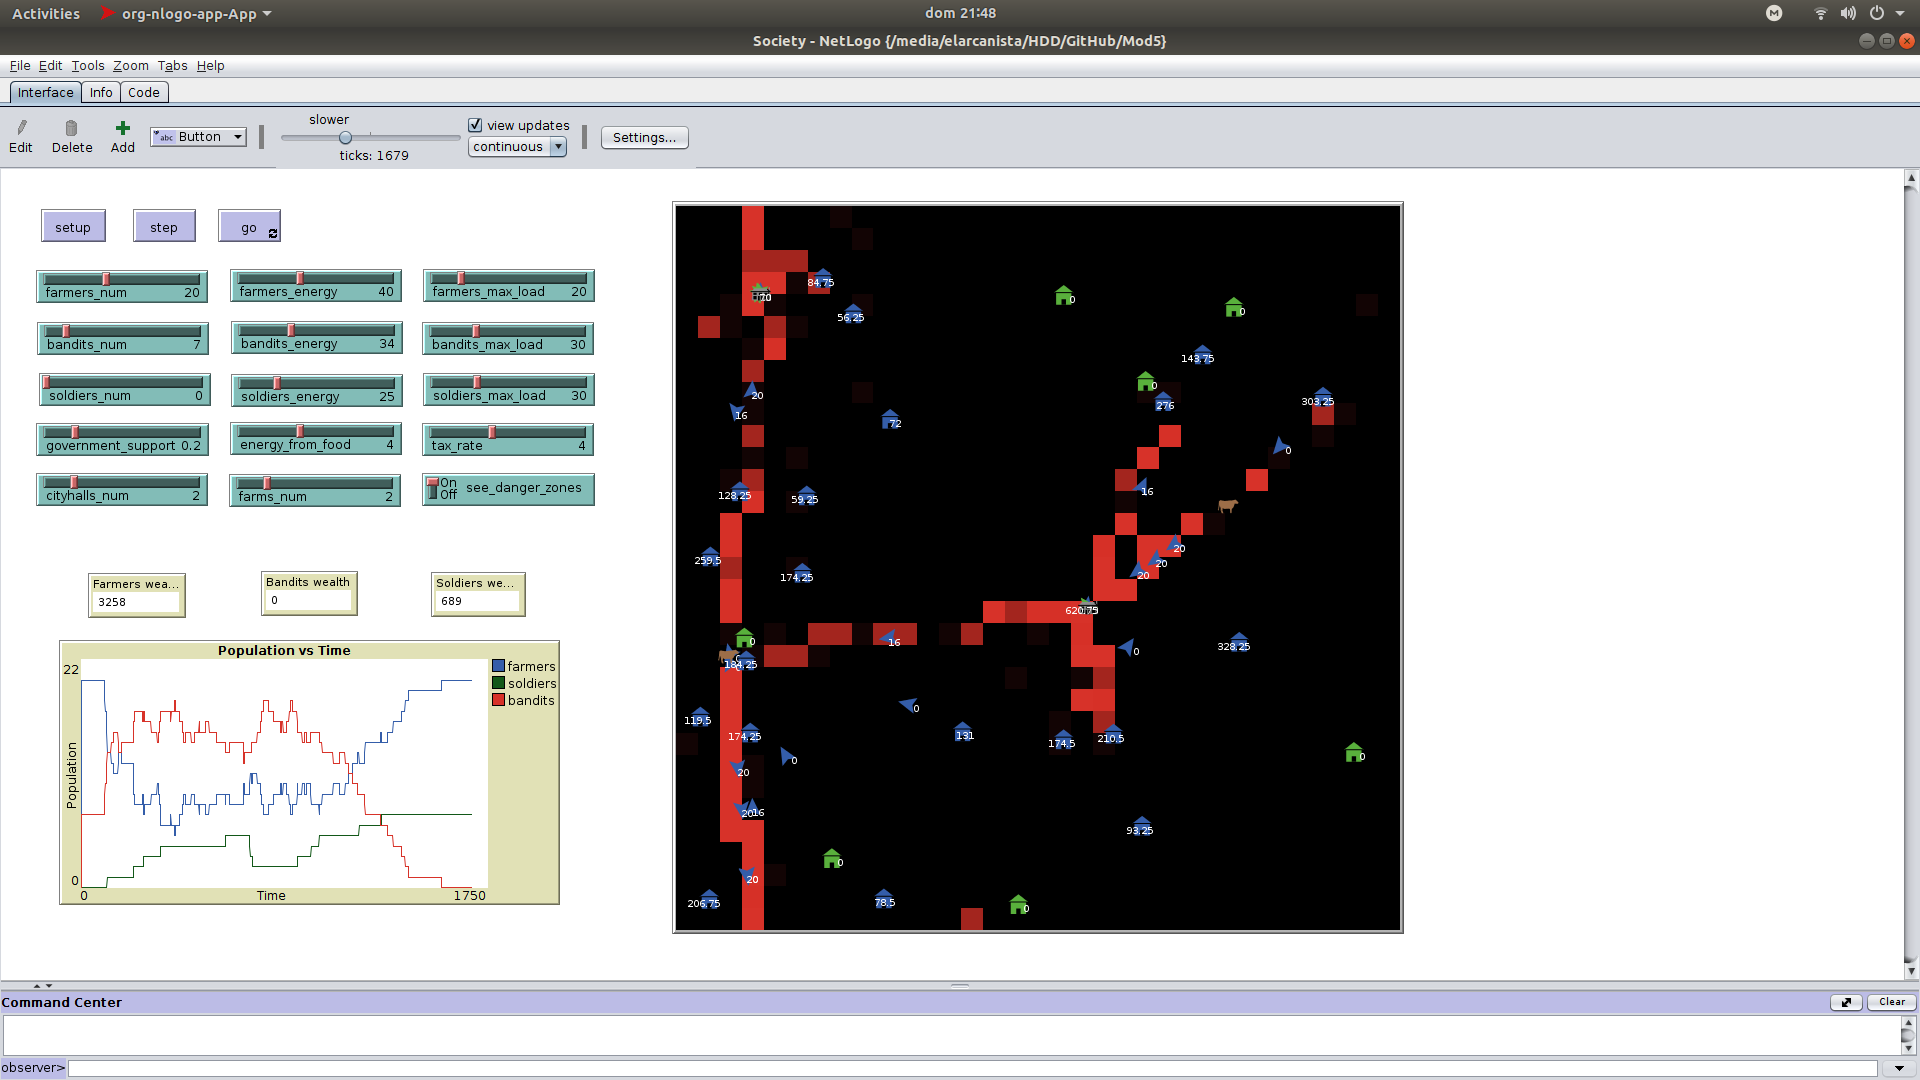 Activities org-nlogo-app-App dom 21:48
Society - NetLogo {/media/elarcanista/HDD/GitHub/Mod5}
File Edit Tools Zoom Tabs Help
Interface Info Code
Edit Delete Add abc Button slower ticks: 1679 view updates continuous Settings...
setup step go
farmers_num 20 farmers_energy 40 farmers_max_load 20
bandits_num 7 bandits_energy 34 bandits_max_load 30
soldiers_num 0 soldiers_energy 25 soldiers_max_load 30
government_support 0.2 energy_from_food 4 tax_rate 4
cityhalls_num 2 farms_num 2 On Off see_danger_zones
Farmers wea... Bandits wealth Soldiers we...
3258 0 689
Population vs Time
22
Population
0
0 Time 1750
farmers
soldiers
bandits
84.75
0
56.25
0
143.75
0
20
276
303.25
16
72
0
128.25
59.25
16
259.5
174.25
20
20
20
620.75
0
16
0
328.25
184.25
0
119.5
174.25
131
174.5
210.5
0
0
20
20
16
93.25
0
20
206.75
78.5
0
Command Center Clear
observer>